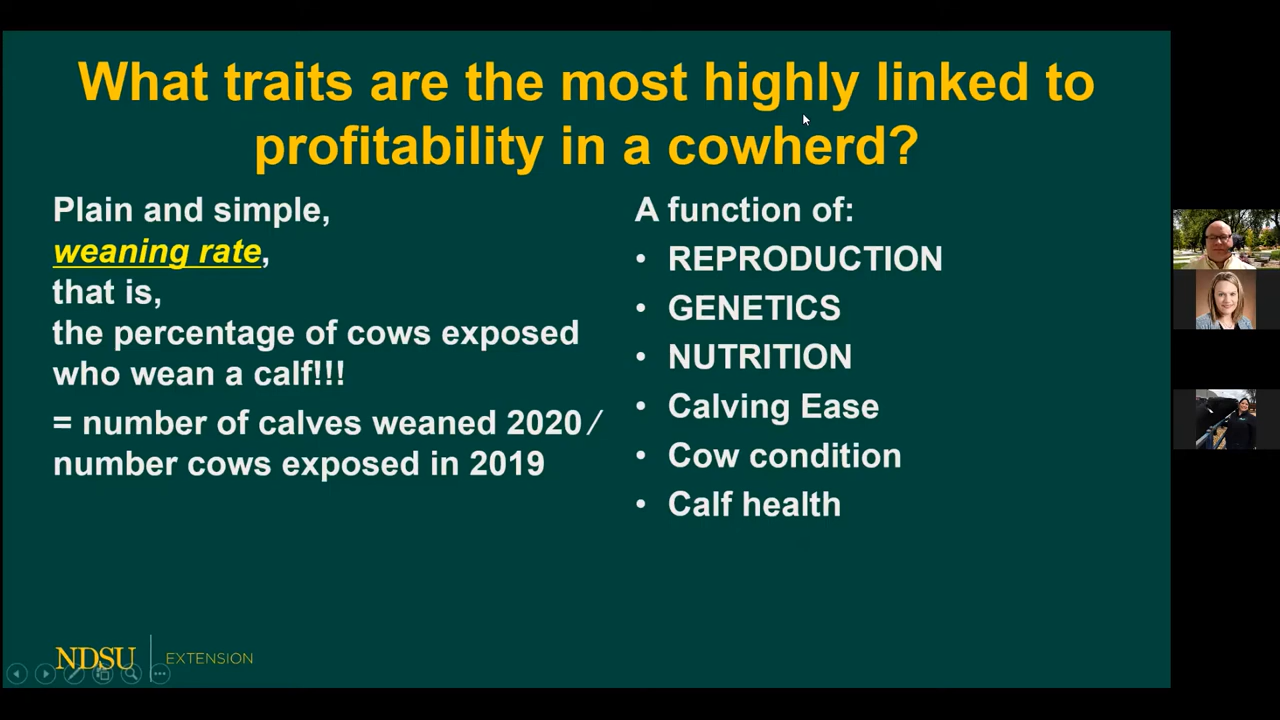 What traits are the most highly linked to
profitability in a cowherd?
Plain and simple,
weaning rate,
that is,
the percentage of cows exposed
who wean a calf!!!
= number of calves weaned 2020 /
number cows exposed in 2019
A function of:
• REPRODUCTION
• GENETICS
• NUTRITION
• Calving Ease
• Cow condition
• Calf health
NDSU EXTENSION